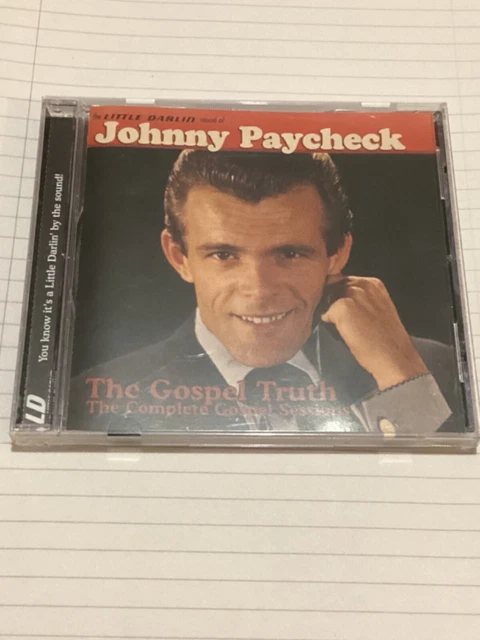 the LITTLE DARLIN sound of
Johnny Paycheck
You know it's a Little Darlin' by the sound!
LD
The Gospel Truth
The Complete Gospel Sessions